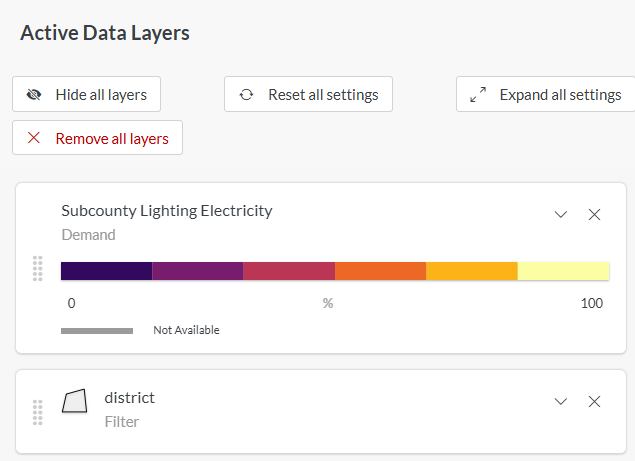 Active Data Layers
Hide all layers
Reset all settings
Expand all settings
Remove all layers
Subcounty Lighting Electricity
Demand
0 % 100
Not Available
district
Filter